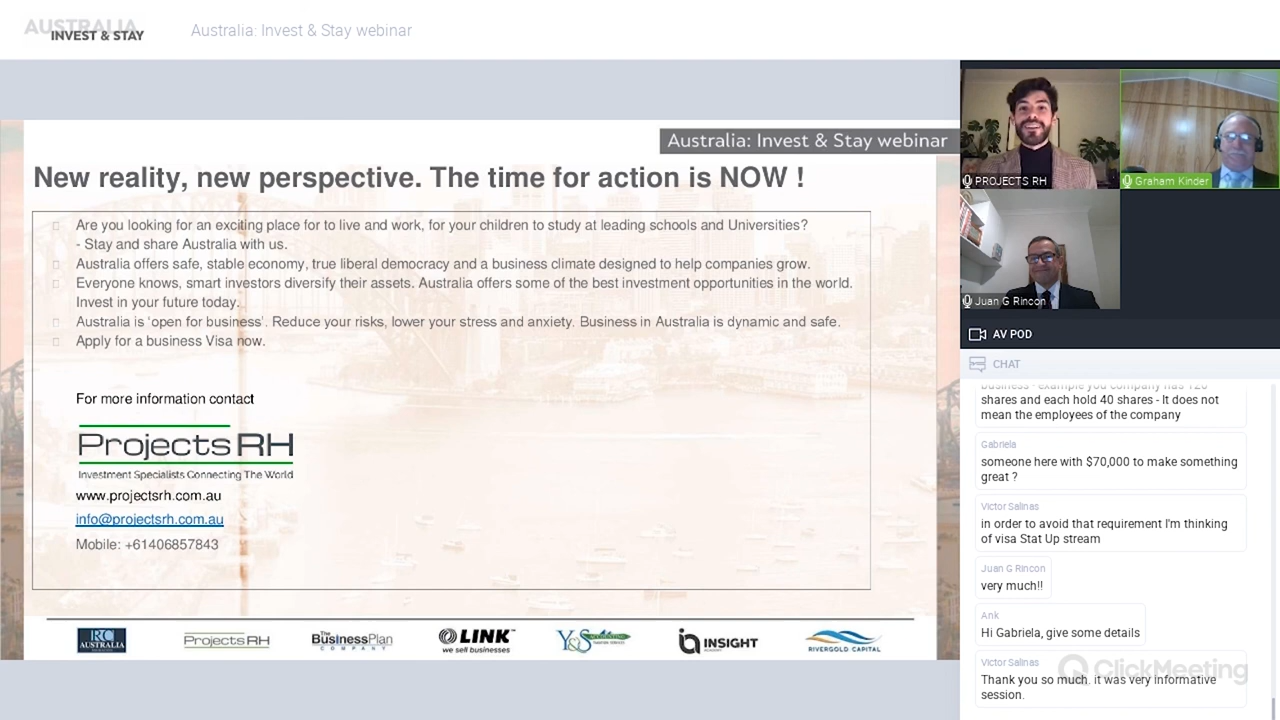 AUSTRALIA
INVEST & STAY
Australia: Invest & Stay webinar
Australia: Invest & Stay webinar
New reality, new perspective. The time for action is NOW !
Are you looking for an exciting place for to live and work, for your children to study at leading schools and Universities?
- Stay and share Australia with us.
Australia offers safe, stable economy, true liberal democracy and a business climate designed to help companies grow.
Everyone knows, smart investors diversify their assets. Australia offers some of the best investment opportunities in the world.
Invest in your future today.
Australia is 'open for business'. Reduce your risks, lower your stress and anxiety. Business in Australia is dynamic and safe.
Apply for a business Visa now.
For more information contact
Projects RH
Investment Specialists Connecting The World
www.projectsrh.com.au
info@projectsrh.com.au
Mobile: +61406857843
RC
AUSTRALIA
Projects RH
The BusinessPlan
COMPANY
LINK
we sell businesses
Y&S
INSIGHT
RIVERGOLD CAPITAL
PROJECTS RH
Graham Kinder
Juan G Rincon
AV POD
CHAT
business - example you company has 120
shares and each hold 40 shares - It does not
mean the employees of the company
Gabriela
someone here with $70,000 to make something
great ?
Victor Salinas
in order to avoid that requirement I'm thinking
of visa Stat Up stream
Juan G Rincon
very much!!
Ank
Hi Gabriela, give some details
Victor Salinas
Thank you so much. it was very informative
session.
ClickMeeting